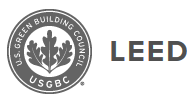 U.S. GREEN BUILDING COUNCIL
USGBC
®
LEED